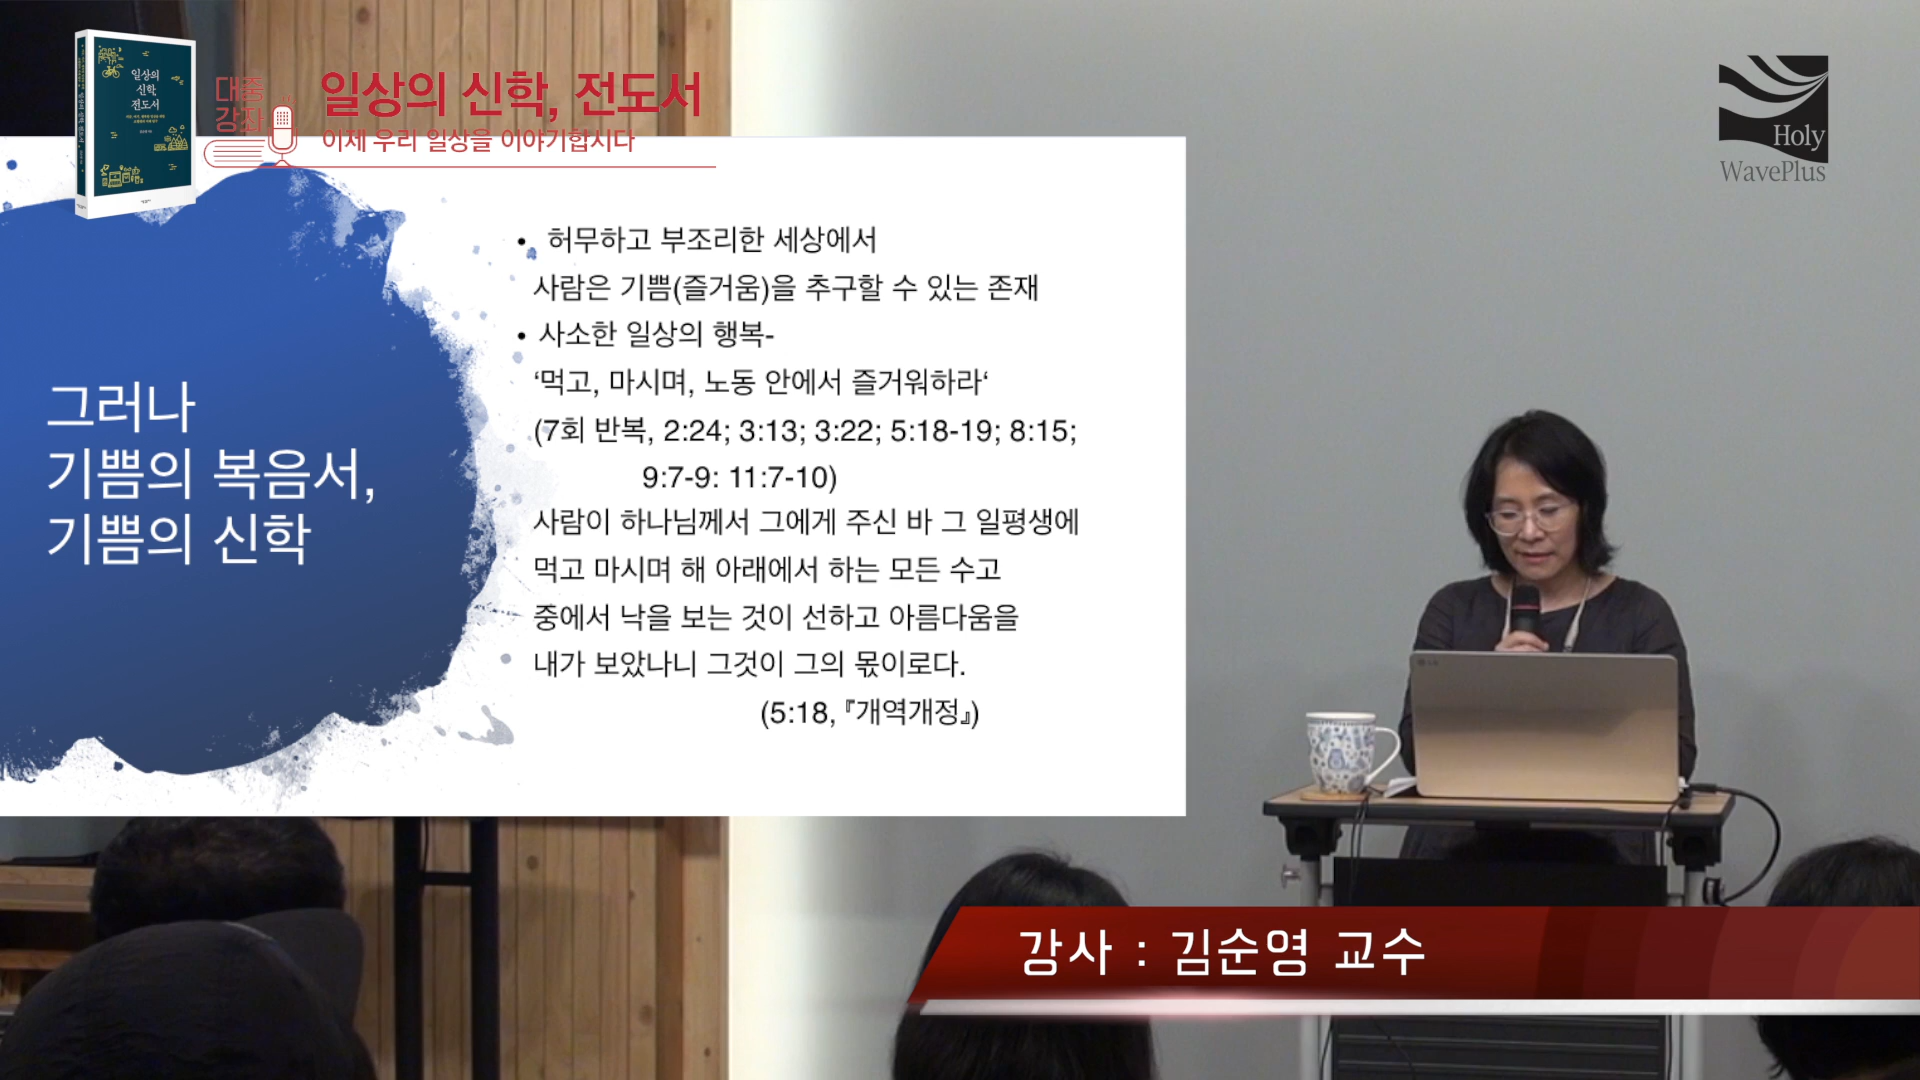 일상의
신학,
전도서
대중
강좌
일상의 신학, 전도서
이제 우리 일상을 이야기합시다
Holy
WavePlus
그러나
기쁨의 복음서,
기쁨의 신학
• 허무하고 부조리한 세상에서
사람은 기쁨(즐거움)을 추구할 수 있는 존재
• 사소한 일상의 행복-
‘먹고, 마시며, 노동 안에서 즐거워하라‘
(7회 반복, 2:24; 3:13; 3:22; 5:18-19; 8:15;
9:7-9: 11:7-10)
사람이 하나님께서 그에게 주신 바 그 일평생에
먹고 마시며 해 아래에서 하는 모든 수고
중에서 낙을 보는 것이 선하고 아름다움을
내가 보았나니 그것이 그의 몫이로다.
(5:18,『개역개정』)
강사 : 김순영 교수